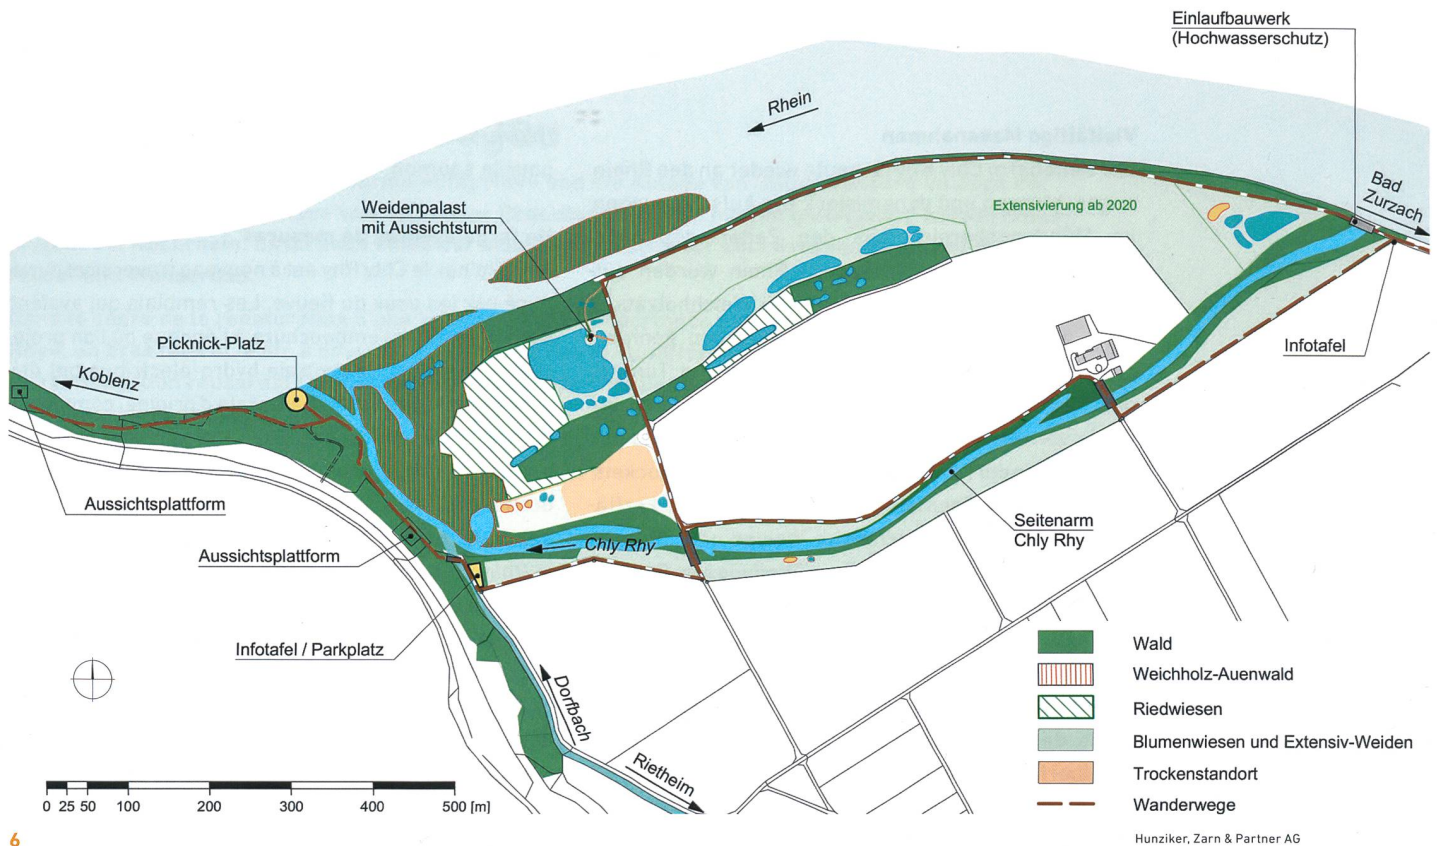 Einlaufbauwerk
(Hochwasserschutz)
Rhein
Bad
Zurzach
Weidenpalast
mit Aussichtsturm
Extensivierung ab 2020
Infotafel
Picknick-Platz
Koblenz
Aussichtsplattform
Seitenarm
Chly Rhy
Aussichtsplattform
Chly Rhy
Infotafel / Parkplatz
Dorfbach
Rietheim
Wald
Weichholz-Auenwald
Riedwiesen
Blumenwiesen und Extensiv-Weiden
Trockenstandort
Wanderwege
0 25 50 100 200 300 400 500 [m]
6
Hunziker, Zarn & Partner AG